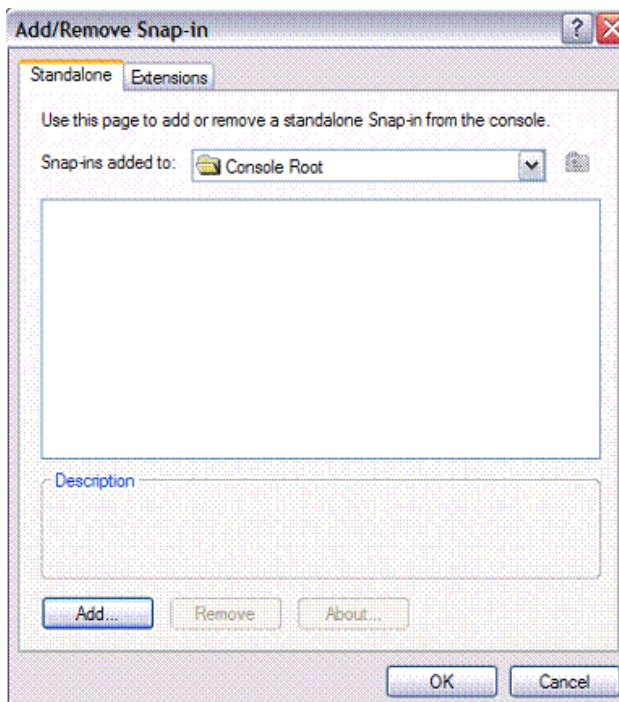 Add/Remove Snap-in
Standalone Extensions
Use this page to add or remove a standalone Snap-in from the console.
Snap-ins added to: Console Root
Description
Add... Remove About...
OK Cancel